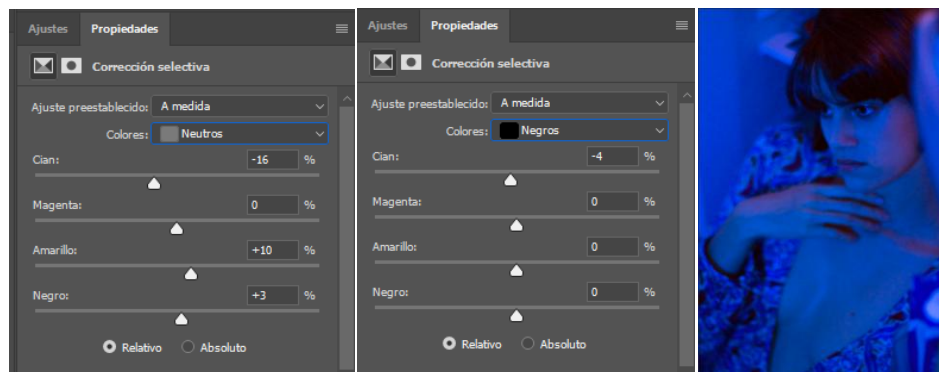 Ajustes Propiedades
Corrección selectiva
Ajuste preestablecido: A medida
Colores: Neutros
Cian: -16 %
Magenta: 0 %
Amarillo: +10 %
Negro: +3 %
Relativo Absoluto
Ajustes Propiedades
Corrección selectiva
Ajuste preestablecido: A medida
Colores: Negros
Cian: -4 %
Magenta: 0 %
Amarillo: 0 %
Negro: 0 %
Relativo Absoluto